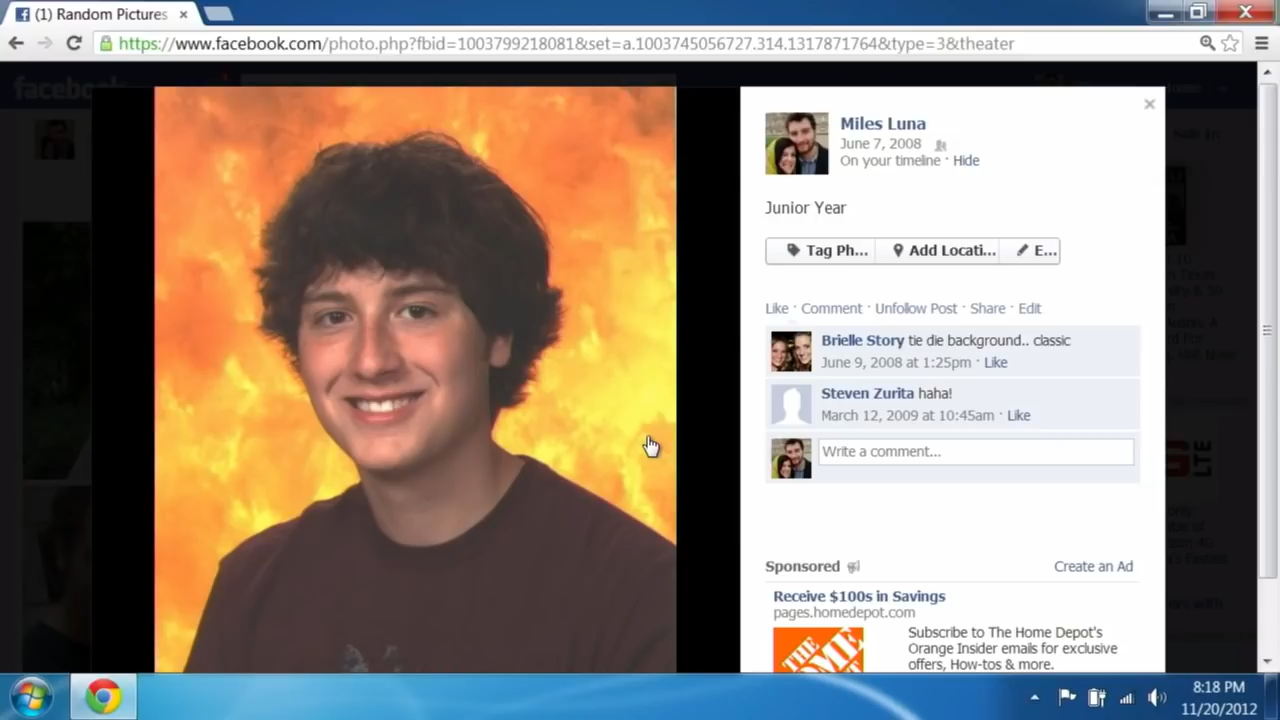 (1) Random Pictures
https://www.facebook.com/photo.php?fbid=1003799218961&set=a.1003745056727.314.1317871764&type=3&theater
facebook
Miles Luna
June 7, 2008
On your timeline · Hide
Junior Year
Tag Ph... Add Locati... E...
Like · Comment · Unfollow Post · Share · Edit
Brielle Story tie die background.. classic
June 9, 2008 at 1:25pm · Like
Steven Zurita haha!
March 12, 2009 at 10:45am · Like
Write a comment...
Sponsored
Create an Ad
Receive $100s in Savings
pages.homedepot.com
THE
HOME
Subscribe to The Home Depot's
Orange Insider emails for exclusive
offers, How-tos & more.
8:18 PM
11/20/2012